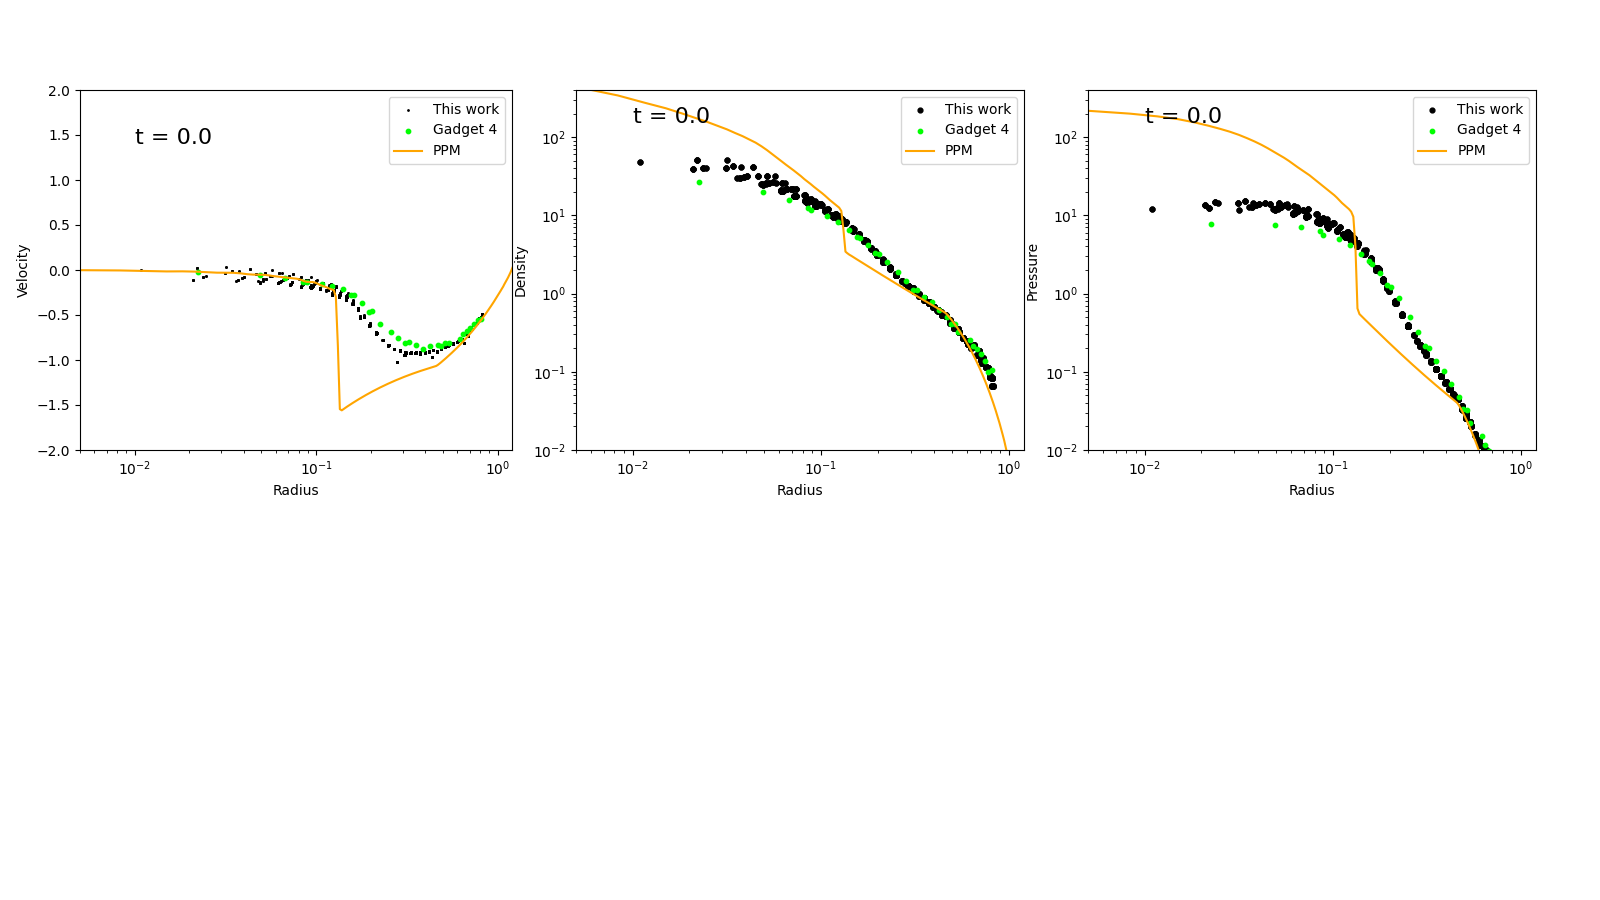 2.0
1.5
1.0
0.5
0.0
−0.5
−1.0
−1.5
−2.0
Velocity
t = 0.0
This work
Gadget 4
PPM
10⁻²
10⁻¹
10⁰
Radius
10²
10¹
10⁰
10⁻¹
10⁻²
Density
t = 0.0
This work
Gadget 4
PPM
10⁻²
10⁻¹
10⁰
Radius
10²
10¹
10⁰
10⁻¹
10⁻²
Pressure
t = 0.0
This work
Gadget 4
PPM
10⁻²
10⁻¹
10⁰
Radius